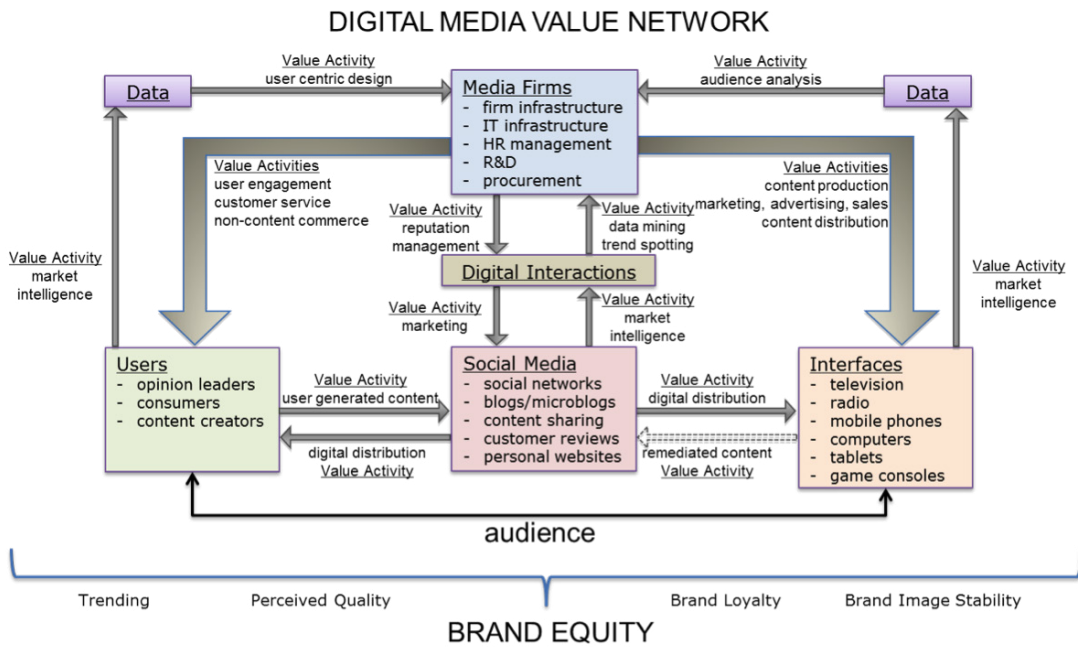 DIGITAL MEDIA VALUE NETWORK
Data
Value Activity
user centric design
Media Firms
- firm infrastructure
- IT infrastructure
- HR management
- R&D
- procurement
Value Activity
audience analysis
Data
Value Activities
user engagement
customer service
non-content commerce
Value Activities
content production
marketing, advertising, sales
content distribution
Value Activity
reputation
management
Value Activity
data mining
trend spotting
Value Activity
market
intelligence
Digital Interactions
Value Activity
market
intelligence
Value Activity
marketing
Value Activity
market
intelligence
Users
- opinion leaders
- consumers
- content creators
Value Activity
user generated content
digital distribution
Value Activity
Social Media
- social networks
- blogs/microblogs
- content sharing
- customer reviews
- personal websites
Value Activity
digital distribution
remediated content
Value Activity
Interfaces
- television
- radio
- mobile phones
- computers
- tablets
- game consoles
audience
Trending
Perceived Quality
Brand Loyalty
Brand Image Stability
BRAND EQUITY